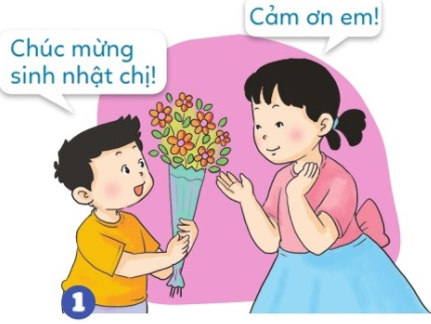 Chúc mừng
sinh nhật chị!
Cảm ơn em!
1